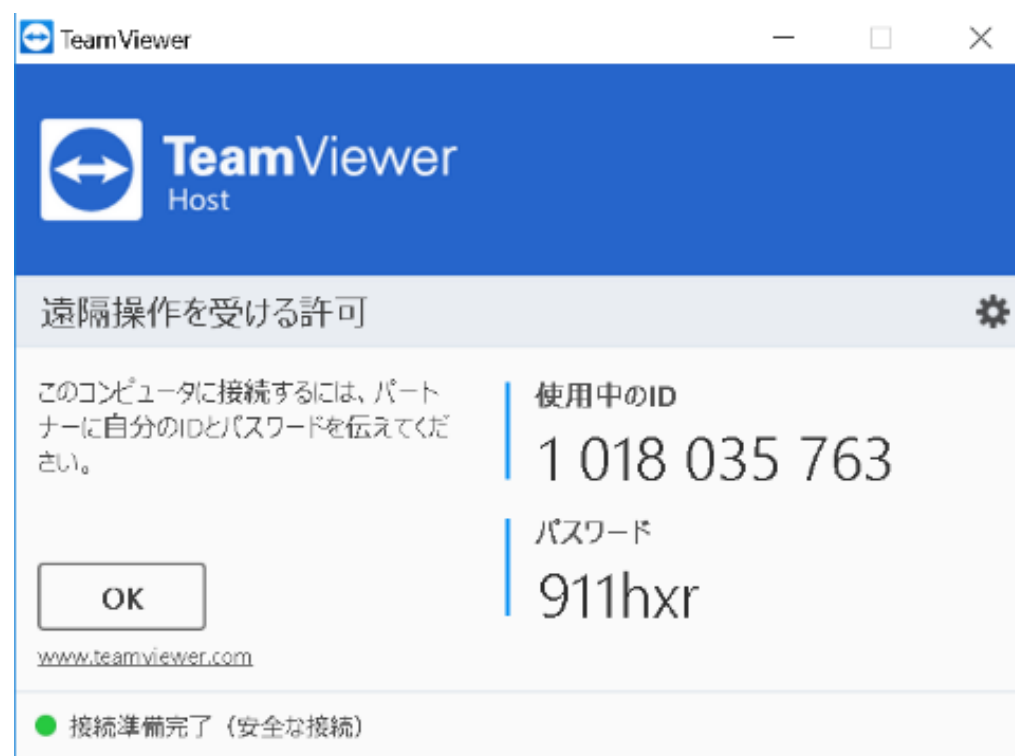 TeamViewer
TeamViewer
Host
遠隔操作を受ける許可
このコンピュータに接続するには、パート
ナーに自分のIDとパスワードを伝えてくだ
さい。
OK
www.teamviewer.com
使用中のID
1 018 035 763
パスワード
911hxr
接続準備完了（安全な接続）